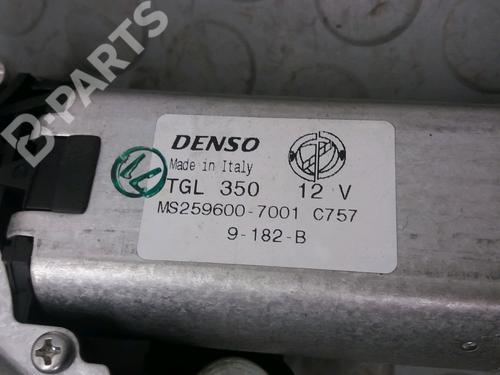 B-PARTS
DENSO
Made in Italy
TGL 350 12 V
MS259600-7001 C757
9-182-B